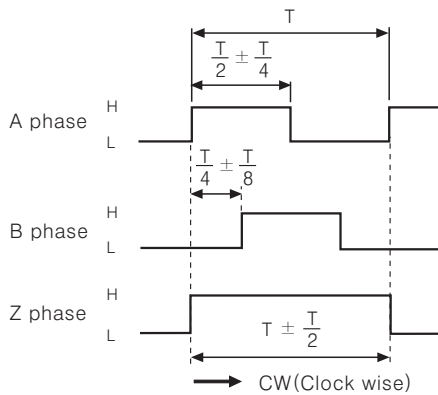 T
T/2 ± T/4
A phase H
L
T/4 ± T/8
B phase H
L
Z phase H
L
T ± T/2
CW(Clock wise)